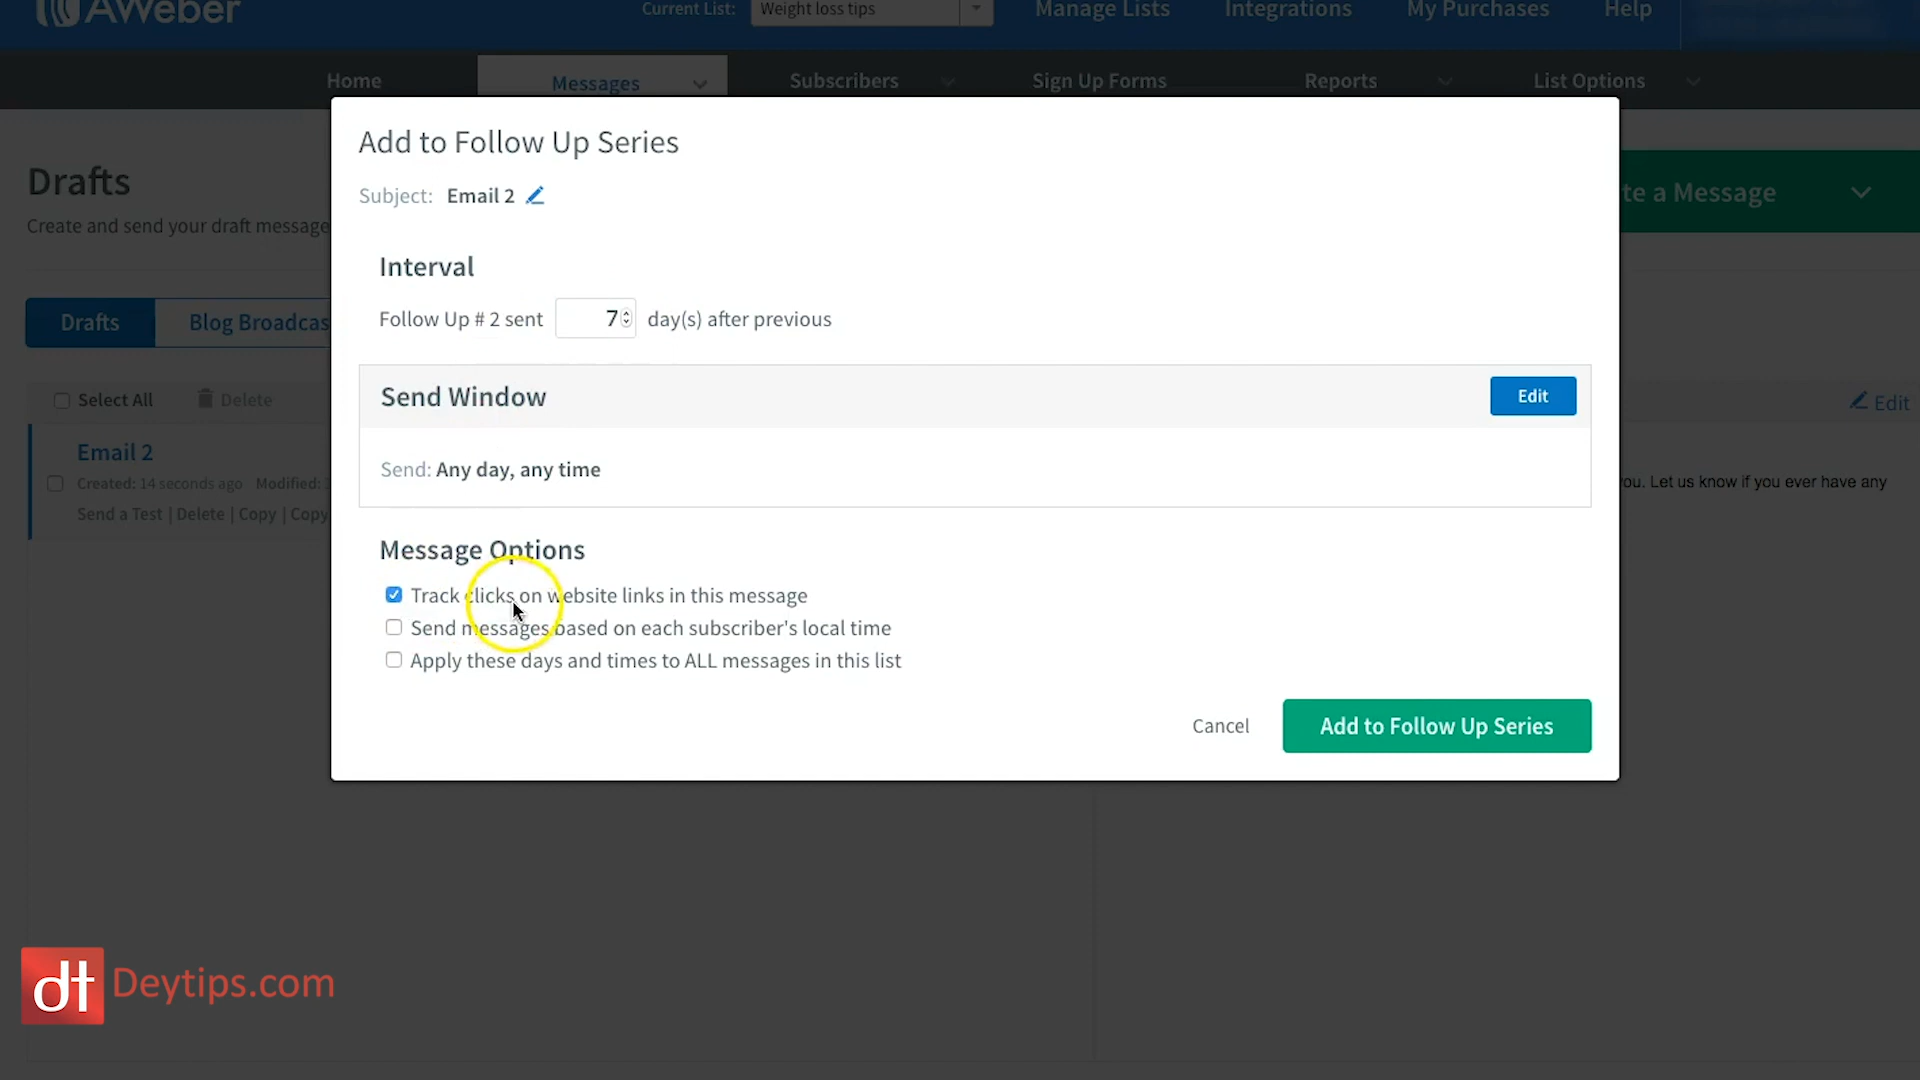 AWeber
Current List: Weight loss tips
Manage Lists
Integrations
My Purchases
Help
Home
Messages
Subscribers
Sign Up Forms
Reports
List Options
Add to Follow Up Series
Subject: Email 2
Interval
Follow Up # 2 sent 7 day(s) after previous
Send Window
Edit
Send: Any day, any time
Message Options
Track clicks on website links in this message
Send messages based on each subscriber's local time
Apply these days and times to ALL messages in this list
Cancel
Add to Follow Up Series
Drafts
Create and send your draft message
te a Message
Drafts
Blog Broadcas
Select All
Delete
Edit
Email 2
Created: 14 seconds ago Modified:
Send a Test | Delete | Copy | Copy
you. Let us know if you ever have any
dt Deytips.com